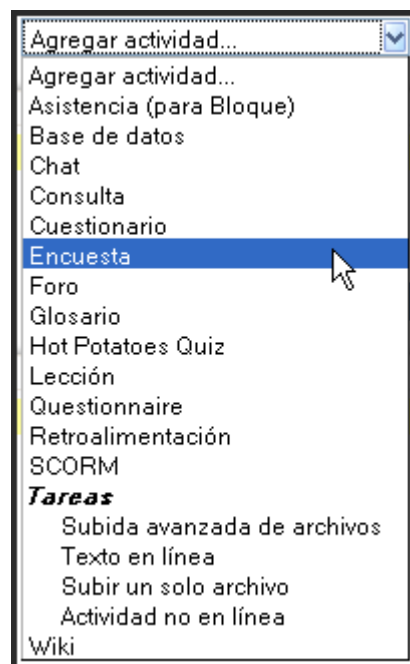 Agregar actividad...
Agregar actividad...
Asistencia (para Bloque)
Base de datos
Chat
Consulta
Cuestionario
Encuesta
Foro
Glosario
Hot Potatoes Quiz
Lección
Questionnaire
Retroalimentación
SCORM
Tareas
Subida avanzada de archivos
Texto en línea
Subir un solo archivo
Actividad no en línea
Wiki